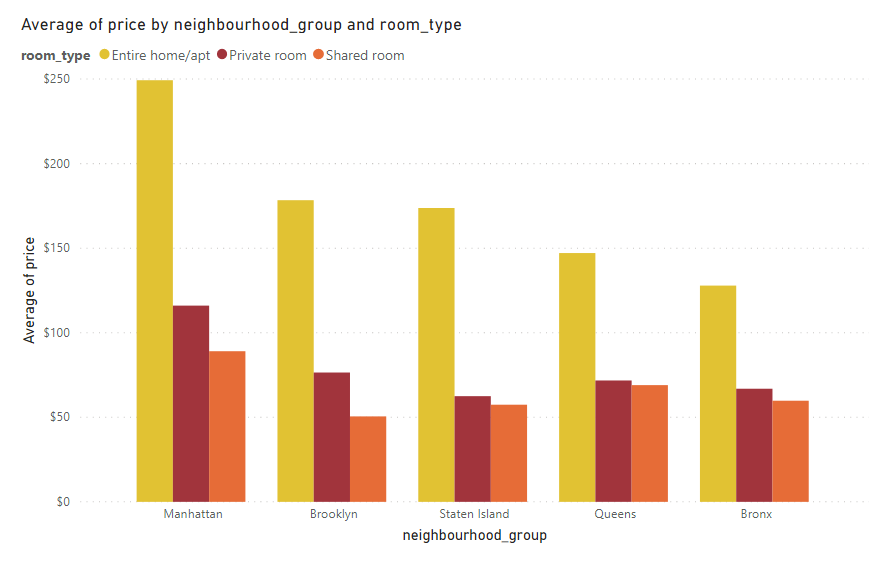 Average of price by neighbourhood_group and room_type
room_type Entire home/apt Private room Shared room
$250
$200
$150
$100
$50
$0
Average of price
Manhattan Brooklyn Staten Island Queens Bronx
neighbourhood_group